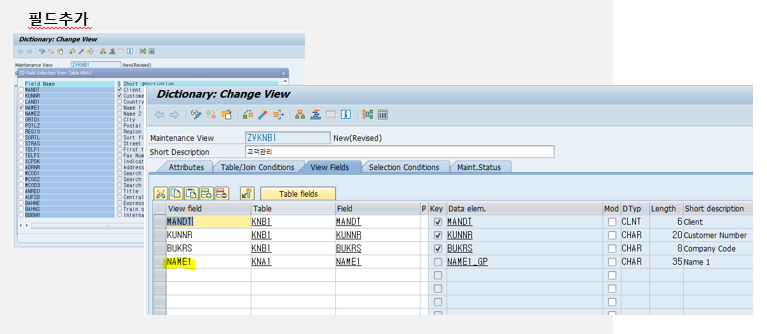 필드추가
Dictionary: Change View
Maintenance View ZVKNB1 New(Revised)
Field Selection from Table KNA1
Field Name S Short description
MANDT Client
KUNNR Customer
LAND1 Country
NAME1 Name 1
NAME2 Name 2
ORT01 City
PSTLZ Postal
REGIO Region
SORTL Sort fi
STRAS Street
TELF1 First t
TELFX Fax Num
XCPDK Indicat
ADRNR Address
MCOD1 Search
MCOD2 Search
MCOD3 Search
ANRED Title
AUFSD Central
BAHNE Express
BAHNS Train s
BBBNR Interna
Dictionary: Change View
Maintenance View ZVKNB1 New(Revised)
Short Description 고객관리
Attributes Table/Join Conditions View Fields Selection Conditions Maint.Status
Table fields
View field Table Field P Key Data elem. Mod DTyp Length Short description
MANDT KNB1 MANDT MANDT CLNT 6 Client
KUNNR KNB1 KUNNR KUNNR CHAR 20 Customer Number
BUKRS KNB1 BUKRS BUKRS CHAR 8 Company Code
NAME1 KNA1 NAME1 NAME1_GP CHAR 35 Name 1